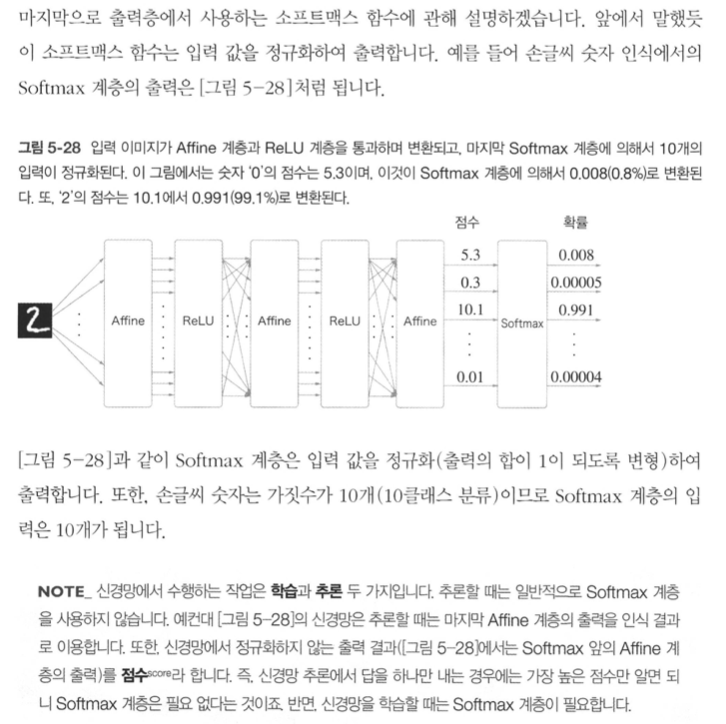 마지막으로 출력층에서 사용하는 소프트맥스 함수에 관해 설명하겠습니다. 앞에서 말했듯
이 소프트맥스 함수는 입력 값을 정규화하여 출력합니다. 예를 들어 손글씨 숫자 인식에서의
Softmax 계층의 출력은 [그림 5-28]처럼 됩니다.
그림 5-28 입력 이미지가 Affine 계층과 ReLU 계층을 통과하며 변환되고, 마지막 Softmax 계층에 의해서 10개의
입력이 정규화된다. 이 그림에서는 숫자 '0'의 점수는 5.3이며, 이것이 Softmax 계층에 의해서 0.008(0.8%)로 변환된
다. 또, '2'의 점수는 10.1에서 0.991(99.1%)로 변환된다.
점수 확률
5.3 0.008
0.3 0.00005
10.1 0.991
2 Affine ReLU Affine ReLU Affine Softmax
0.01 0.00004
[그림 5-28]과 같이 Softmax 계층은 입력 값을 정규화(출력의 합이 1이 되도록 변형)하여
출력합니다. 또한, 손글씨 숫자는 가짓수가 10개(10클래스 분류)이므로 Softmax 계층의 입
력은 10개가 됩니다.
NOTE_ 신경망에서 수행하는 작업은 학습과 추론 두 가지입니다. 추론할 때는 일반적으로 Softmax 계층
을 사용하지 않습니다. 예컨대 [그림 5-28]의 신경망은 추론할 때는 마지막 Affine 계층의 출력을 인식 결과
로 이용합니다. 또한, 신경망에서 정규화하지 않는 출력 결과([그림 5-28]에서는 Softmax 앞의 Affine 계
층의 출력)를 점수score라 합니다. 즉, 신경망 추론에서 답을 하나만 내는 경우에는 가장 높은 점수만 알면 되
니 Softmax 계층은 필요 없다는 것이죠. 반면, 신경망을 학습할 때는 Softmax 계층이 필요합니다.